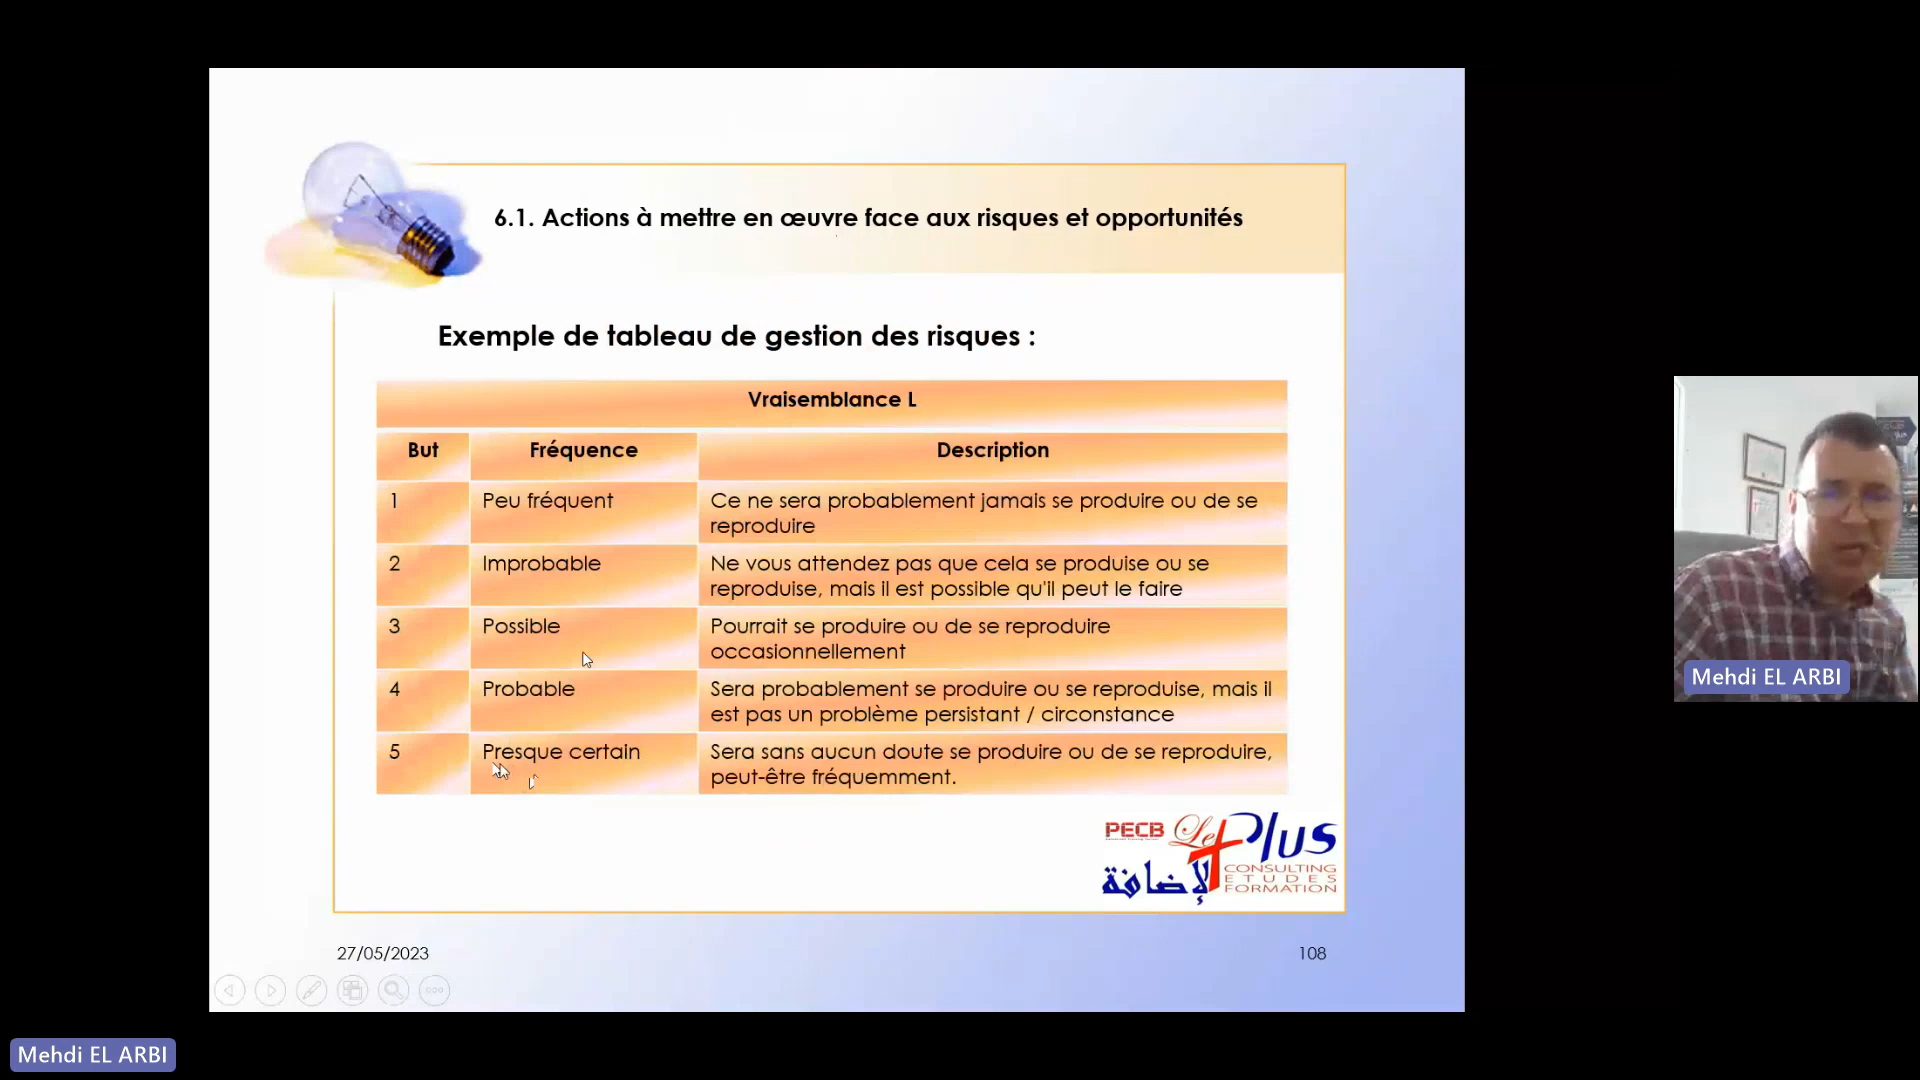 6.1. Actions à mettre en œuvre face aux risques et opportunités
Exemple de tableau de gestion des risques :
Vraisemblance L
But Fréquence Description
1 Peu fréquent Ce ne sera probablement jamais se produire ou de se
reproduire
2 Improbable Ne vous attendez pas que cela se produise ou se
reproduise, mais il est possible qu'il peut le faire
3 Possible Pourrait se produire ou de se reproduire
occasionnellement
4 Probable Sera probablement se produire ou se reproduise, mais il
est pas un problème persistant / circonstance
5 Presque certain Sera sans aucun doute se produire ou de se reproduire,
peut-être fréquemment.
PECB Le Plus
الإضافة
CONSULTING
ETUDES
FORMATION
27/05/2023
108
Mehdi EL ARBI
Mehdi EL ARBI